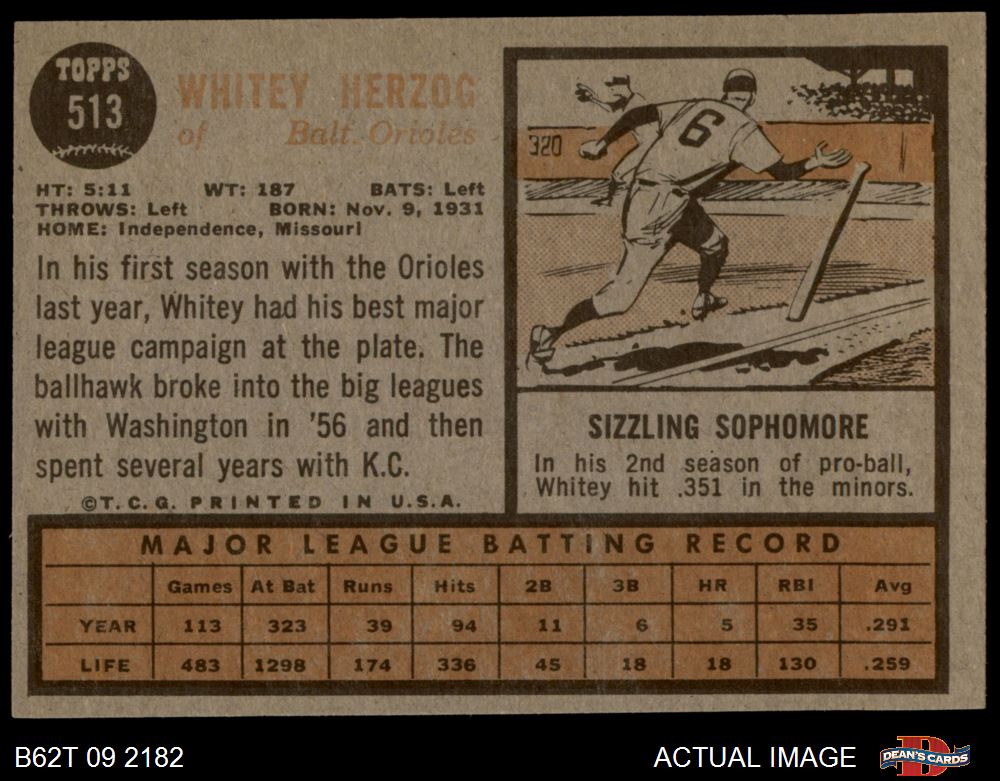 TOPPS
513
WHITEY HERZOG
of Balt. Orioles
HT: 5:11 WT: 187 BATS: Left
THROWS: Left BORN: Nov. 9, 1931
HOME: Independence, Missouri
In his first season with the Orioles
last year, Whitey had his best major
league campaign at the plate. The
ballhawk broke into the big leagues
with Washington in '56 and then
spent several years with K.C.
©T.C.G. PRINTED IN U.S.A.
320
6
SIZZLING SOPHOMORE
In his 2nd season of pro-ball,
Whitey hit .351 in the minors.
MAJOR LEAGUE BATTING RECORD
Games At Bat Runs Hits 2B 3B HR RBI Avg
YEAR 113 323 39 94 11 6 5 35 .291
LIFE 483 1298 174 336 45 18 18 130 .259
B62T 09 2182
ACTUAL IMAGE
DEAN'S CARDS